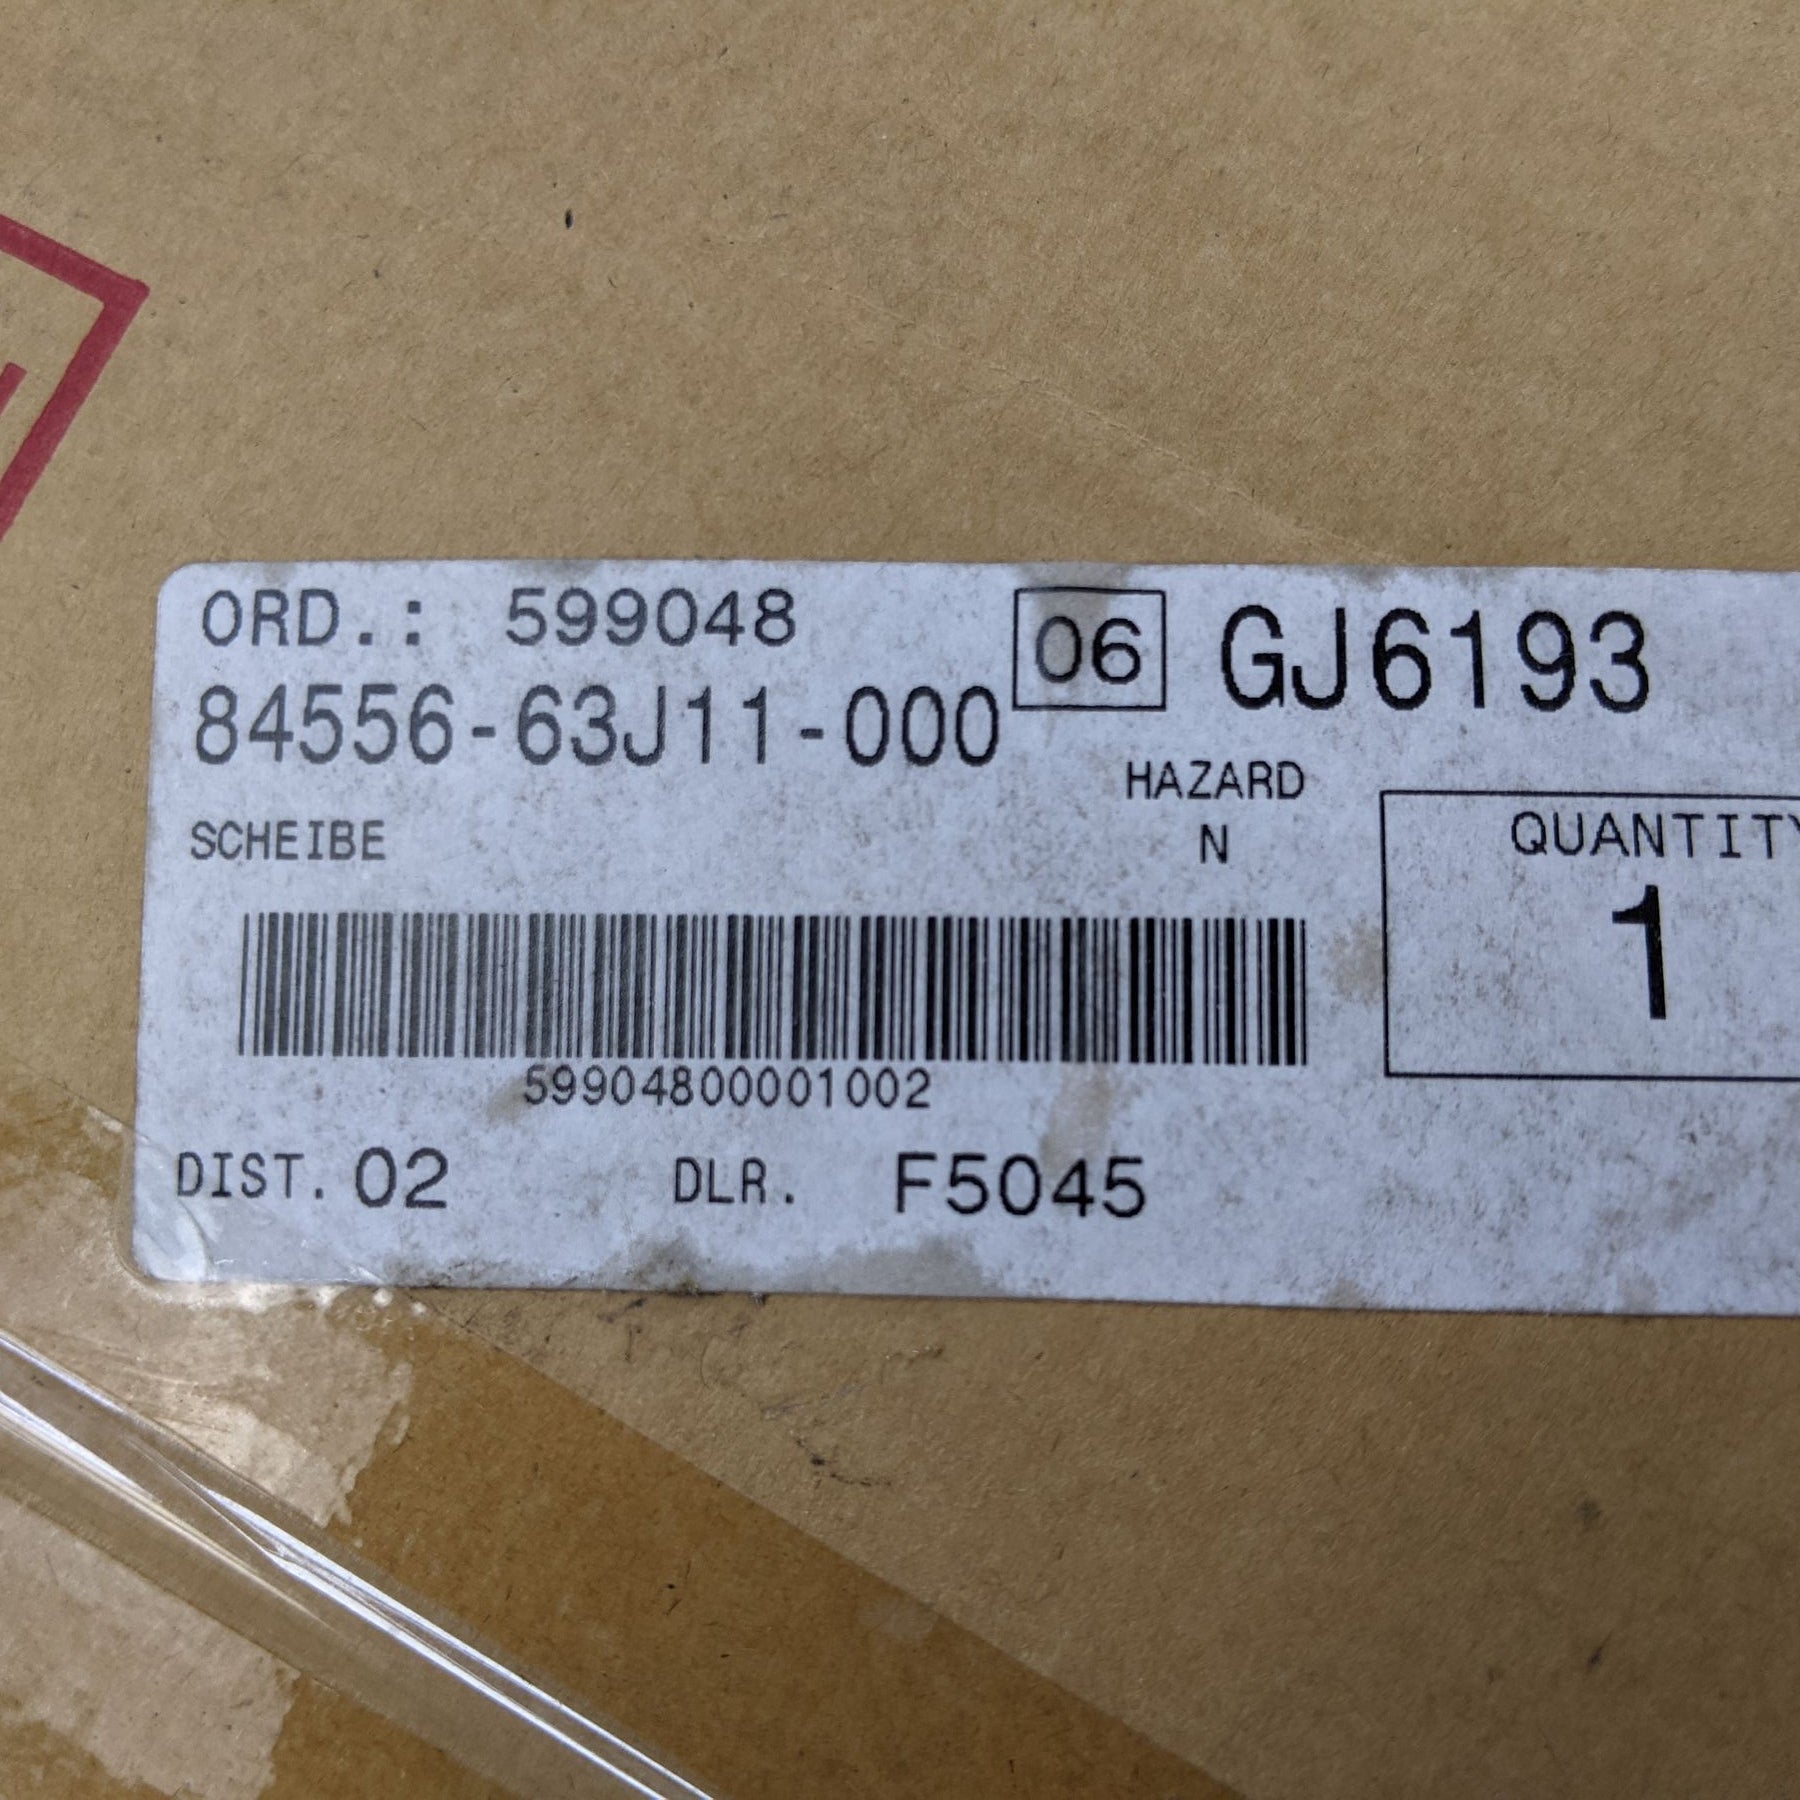 ORD.: 599048
06 GJ6193
84556-63J11-000
HAZARD
SCHEIBE
N
QUANTITY
1
59904800001002
DIST. 02 DLR. F5045